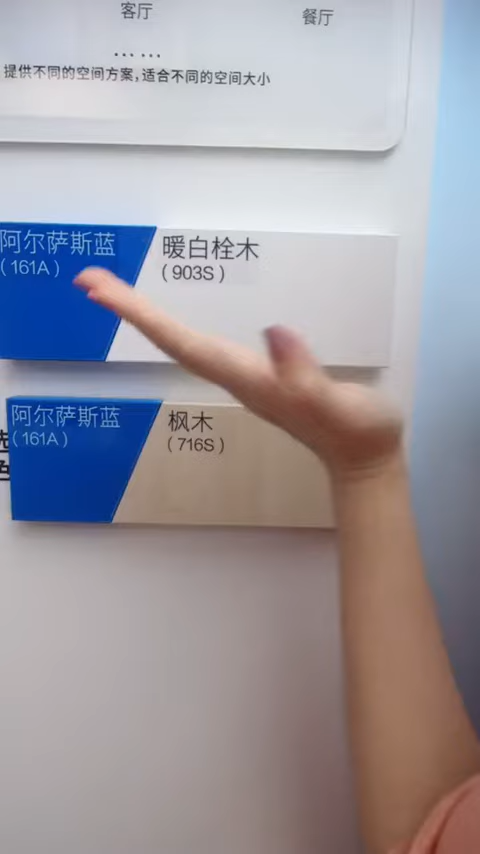 客厅
餐厅
……
提供不同的空间方案,适合不同的空间大小
阿尔萨斯蓝
(161A)
暖白栓木
(903S)
阿尔萨斯蓝
(161A)
枫木
(716S)
色